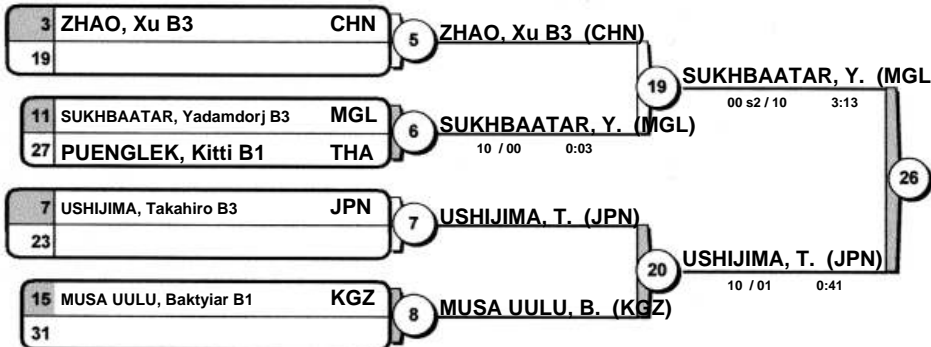 3 ZHAO, Xu B3 CHN
19
5
ZHAO, Xu B3 (CHN)
11 SUKHBAATAR, Yadamdorj B3 MGL
27 PUENGLEK, Kitti B1 THA
6
SUKHBAATAR, Y. (MGL)
10 / 00 0:03
19
SUKHBAATAR, Y. (MGL
00 s2 / 10 3:13
7 USHIJIMA, Takahiro B3 JPN
23
7
USHIJIMA, T. (JPN)
15 MUSA UULU, Baktyiar B1 KGZ
31
8
MUSA UULU, B. (KGZ)
20
USHIJIMA, T. (JPN)
10 / 01 0:41
26